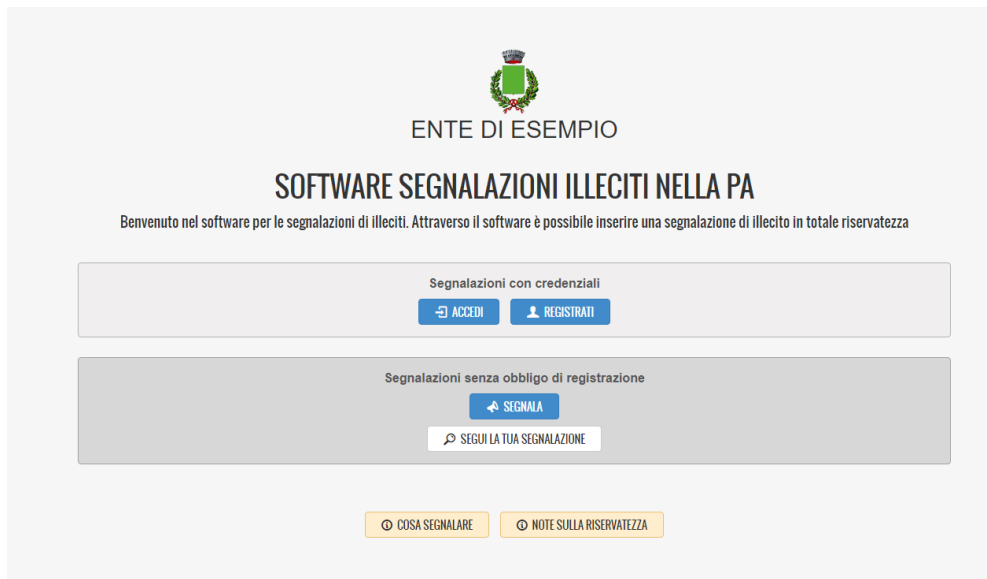 ENTE DI ESEMPIO
SOFTWARE SEGNALAZIONI ILLECITI NELLA PA
Benvenuto nel software per le segnalazioni di illeciti. Attraverso il software è possibile inserire una segnalazione di illecito in totale riservatezza
Segnalazioni con credenziali
ACCEDI REGISTRATI
Segnalazioni senza obbligo di registrazione
SEGNALA
SEGUI LA TUA SEGNALAZIONE
COSA SEGNALARE NOTE SULLA RISERVATEZZA